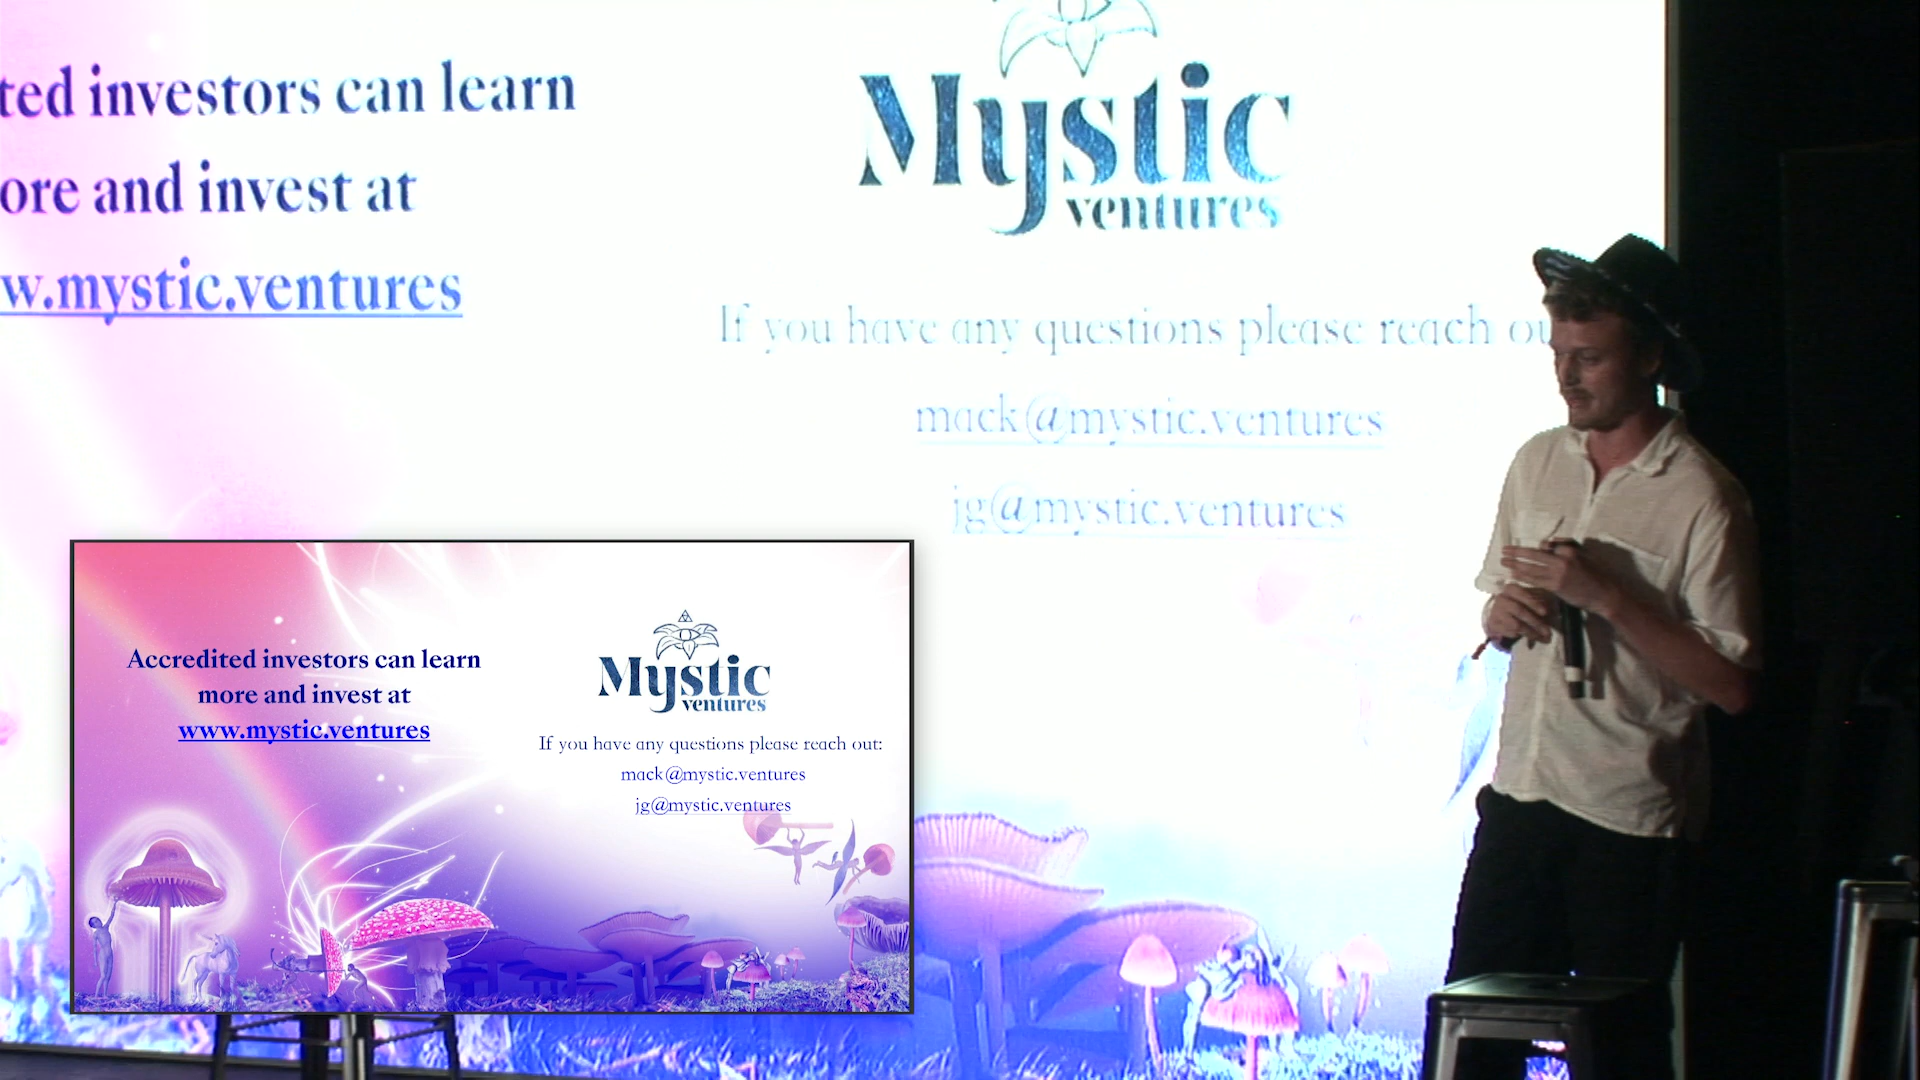 ted investors can learn
ore and invest at
w.mystic.ventures
Mystic
ventures
If you have any questions please reach ou
mack@mystic.ventures
jg@mystic.ventures
Accredited investors can learn
more and invest at
www.mystic.ventures
Mystic
ventures
If you have any questions please reach out:
mack@mystic.ventures
jg@mystic.ventures